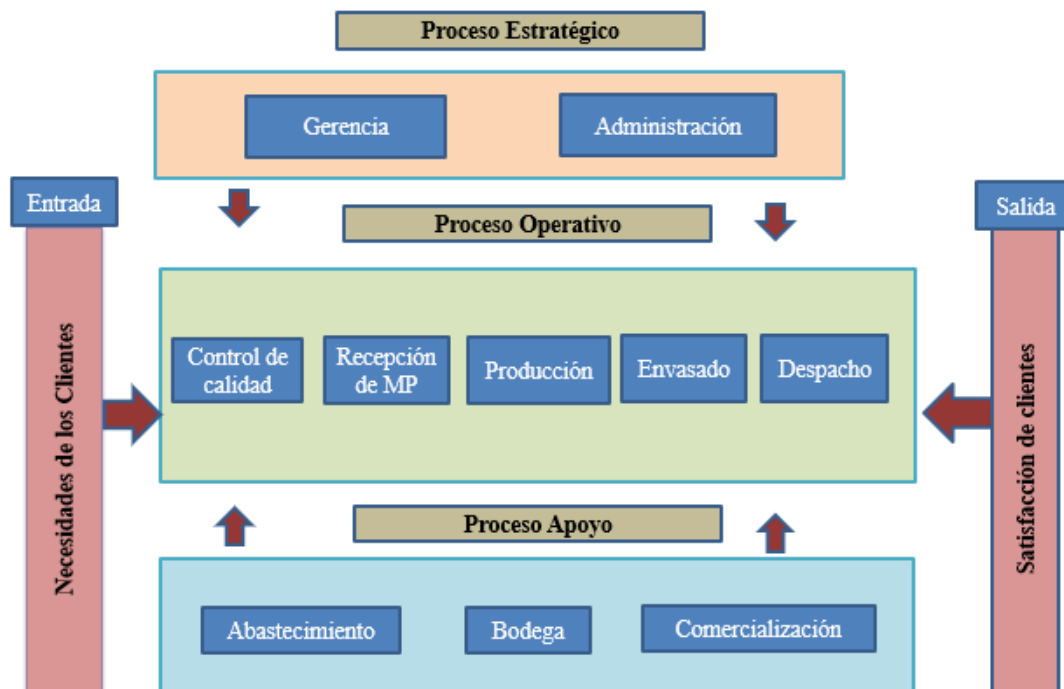 Proceso Estratégico
Gerencia
Administración
Entrada
Salida
Proceso Operativo
Necesidades de los Clientes
Control de
calidad
Recepción
de MP
Producción
Envasado
Despacho
Satisfacción de clientes
Proceso Apoyo
Abastecimiento
Bodega
Comercialización